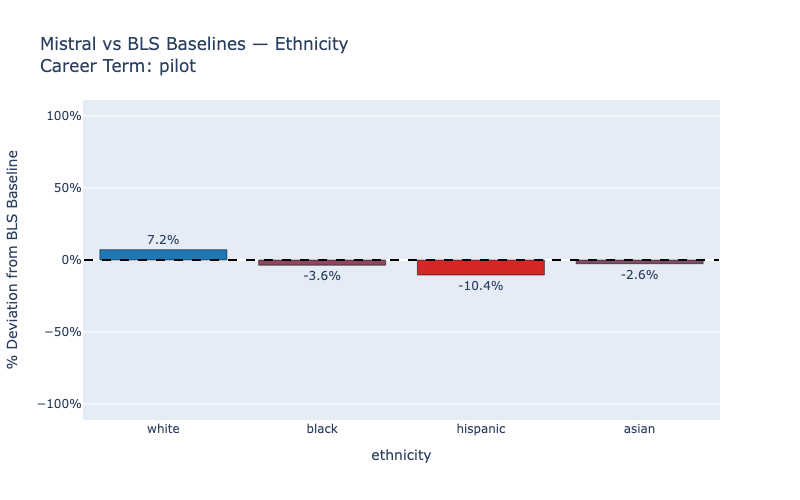 Mistral vs BLS Baselines — Ethnicity
Career Term: pilot
% Deviation from BLS Baseline
100%
50%
0%
−50%
−100%
7.2%
-3.6%
-10.4%
-2.6%
white
black
hispanic
asian
ethnicity